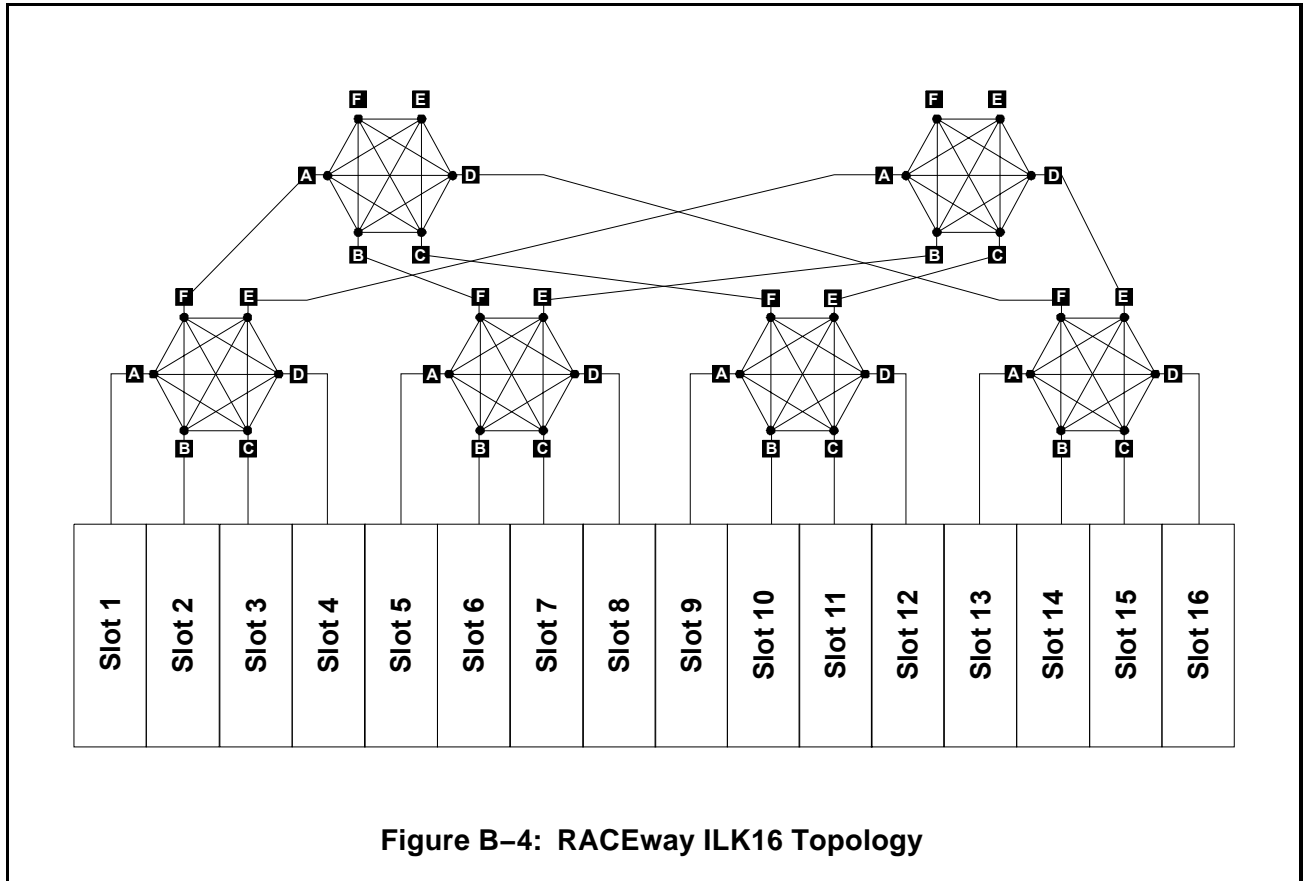 F E F E
A D A D
B C B C
F E F E F E F E
A D A D A D A D
B C B C B C B C
Slot 1
Slot 2
Slot 3
Slot 4
Slot 5
Slot 6
Slot 7
Slot 8
Slot 9
Slot 10
Slot 11
Slot 12
Slot 13
Slot 14
Slot 15
Slot 16
Figure B–4: RACEway ILK16 Topology